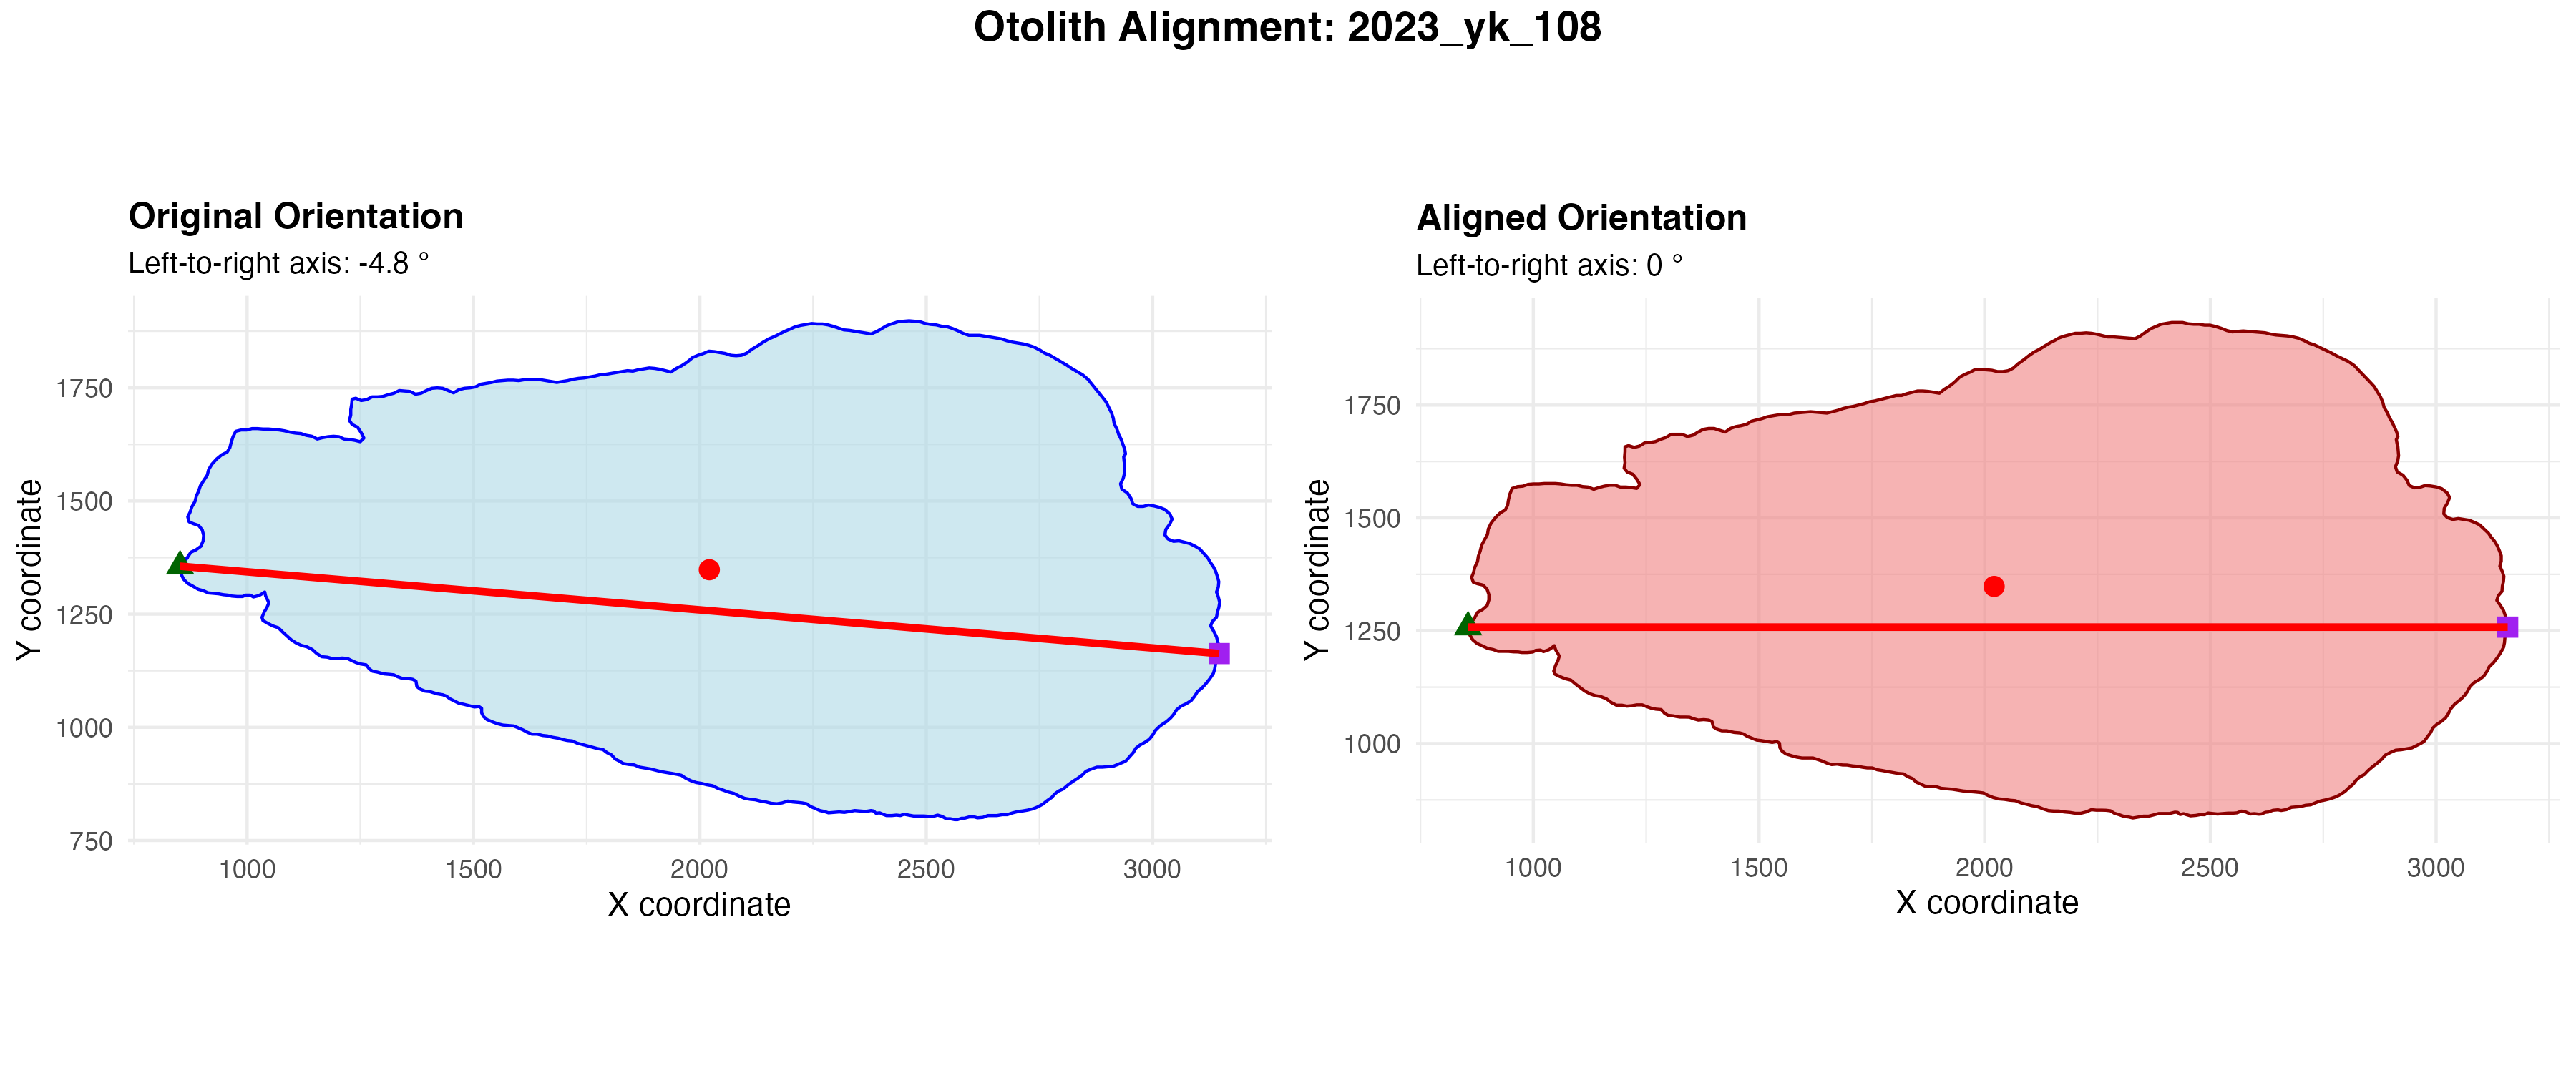 Otolith Alignment: 2023_yk_108
Original Orientation
Left-to-right axis: -4.8 °
Y coordinate
1750
1500
1250
1000
750
1000 1500 2000 2500 3000
X coordinate
Aligned Orientation
Left-to-right axis: 0 °
Y coordinate
1750
1500
1250
1000
1000 1500 2000 2500 3000
X coordinate